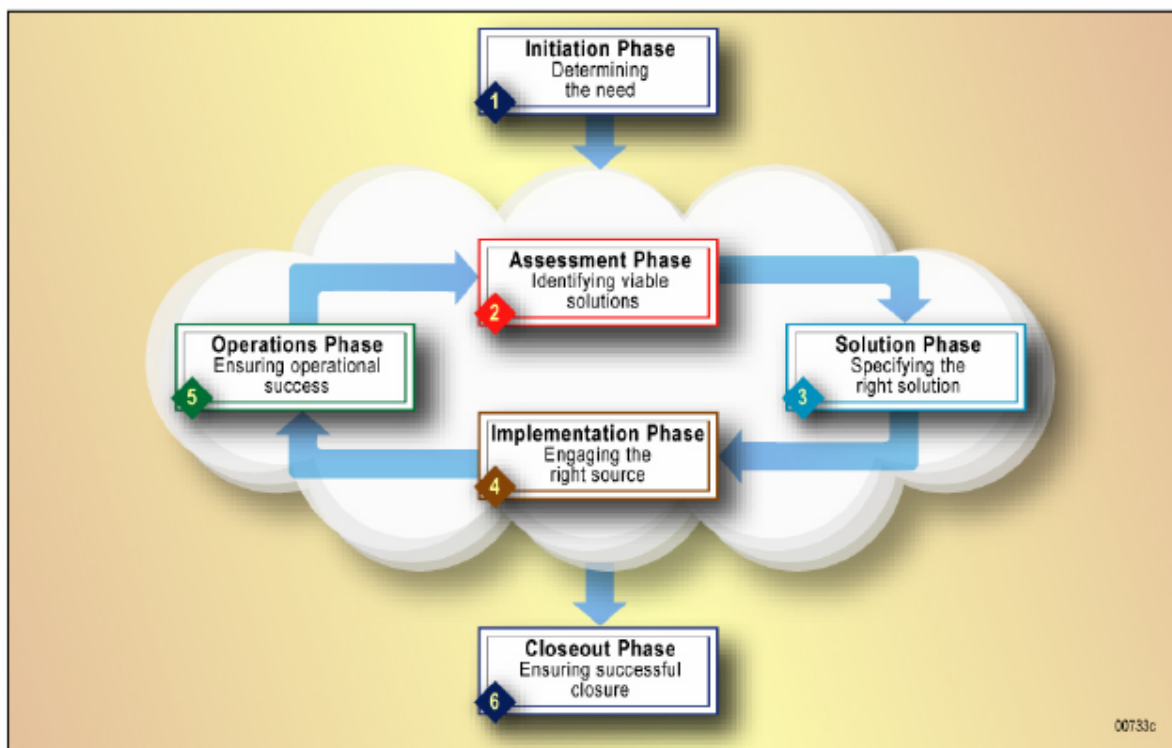 Initiation Phase
Determining
the need
1
Assessment Phase
Identifying viable
solutions
2
Operations Phase
Ensuring operational
success
5
Solution Phase
Specifying the
right solution
3
Implementation Phase
Engaging the
right source
4
Closeout Phase
Ensuring successful
closure
6
00733c